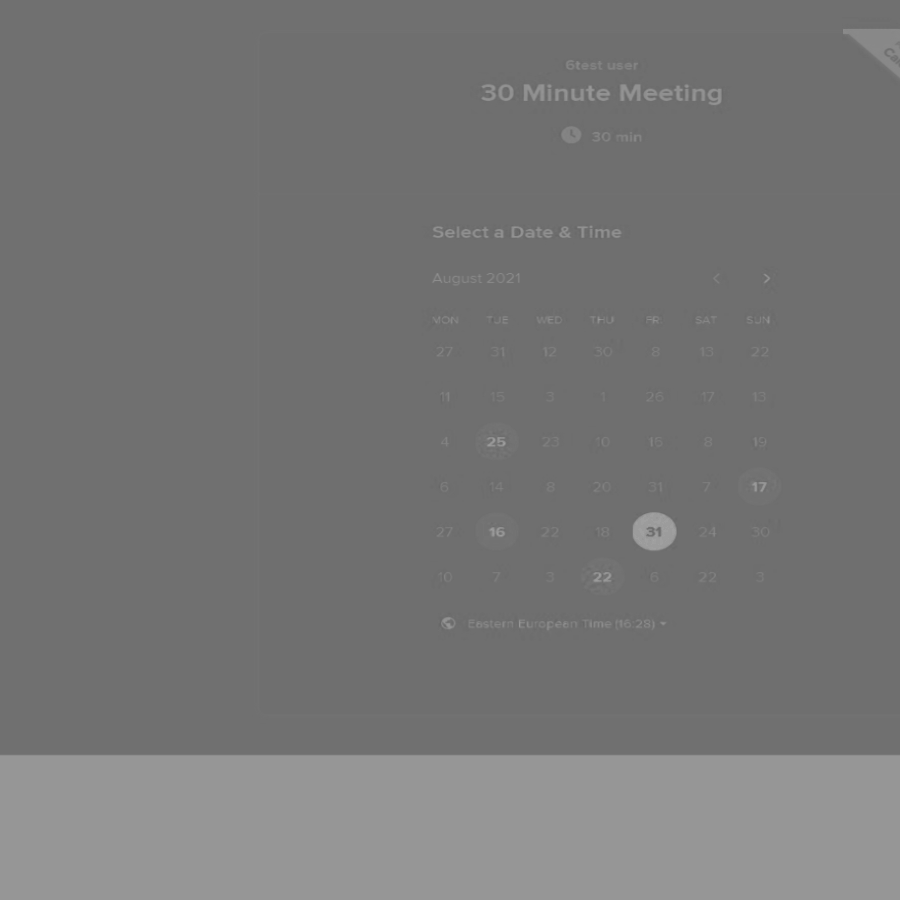 6test user
30 Minute Meeting
30 min
Select a Date & Time
August 2021
MON TUE WED THU FRI SAT SUN
27 31 12 30 8 13 22
11 15 3 1 26 17 13
4 25 23 10 15 8 19
6 14 8 20 31 7 17
27 16 22 18 31 24 30
10 7 3 22 6 22 3
Eastern European Time (16:28)